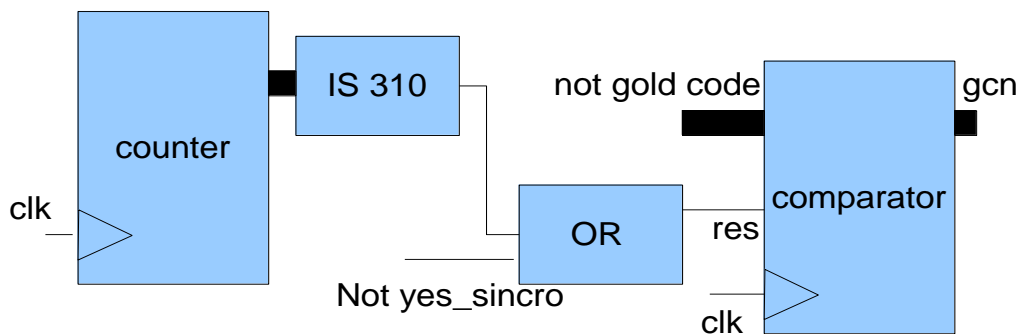 IS 310
not gold code
gcn
counter
comparator
clk
OR
res
Not yes_sincro
clk